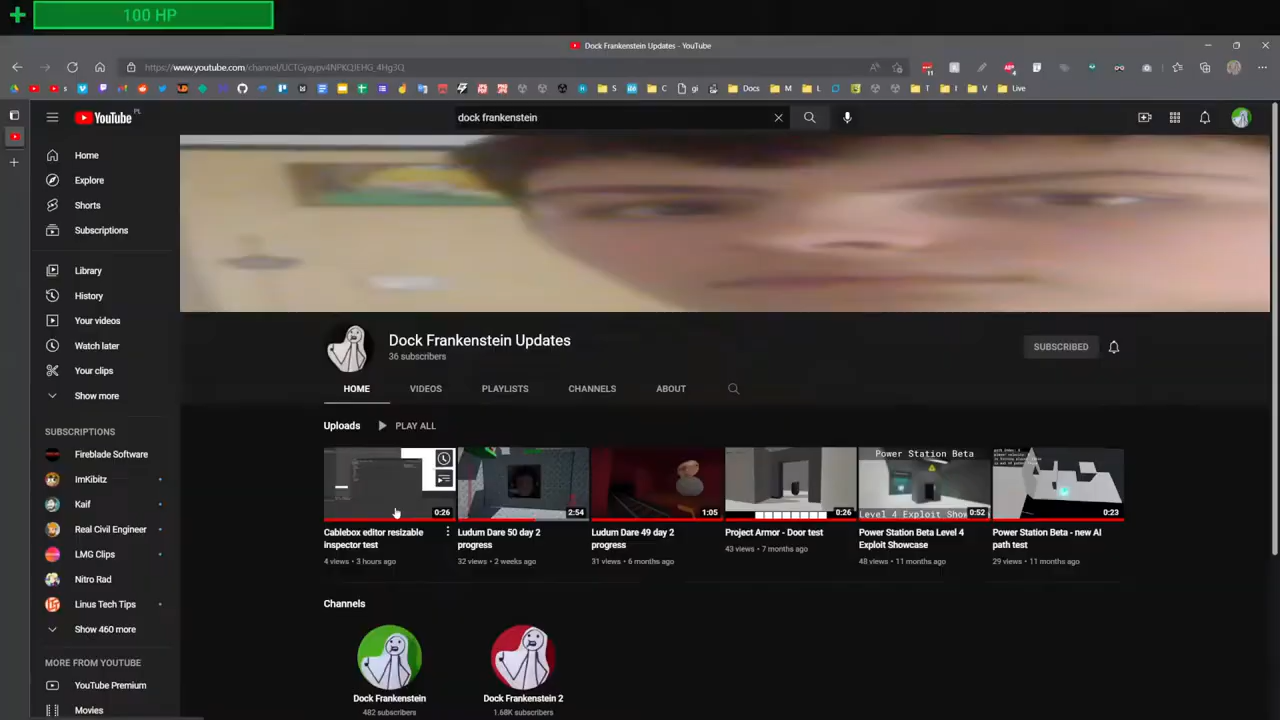 100 HP
Dock Frankenstein Updates - YouTube
https://www.youtube.com/channel/UCTGyaypv4NPKQJEHG_4Hg3Q
Docs
Live
YouTube PL
dock frankenstein
Home
Explore
Shorts
Subscriptions
Library
History
Your videos
Watch later
Your clips
Show more
SUBSCRIPTIONS
Fireblade Software
ImKibitz
Kaif
Real Civil Engineer
LMG Clips
Nitro Rad
Linus Tech Tips
Show 460 more
MORE FROM YOUTUBE
YouTube Premium
Movies
Dock Frankenstein Updates
36 subscribers
SUBSCRIBED
HOME
VIDEOS
PLAYLISTS
CHANNELS
ABOUT
Uploads
PLAY ALL
0:26
Cablebox editor resizable
inspector test
4 views • 3 hours ago
2:54
Ludum Dare 50 day 2
progress
32 views • 2 weeks ago
1:05
Ludum Dare 49 day 2
progress
31 views • 6 months ago
0:26
Project Armor - Door test
43 views • 7 months ago
Power Station Beta
Level 4 Exploit Show
0:52
Power Station Beta Level 4
Exploit Showcase
48 views • 11 months ago
0:23
Power Station Beta - new AI
path test
29 views • 11 months ago
Channels
Dock Frankenstein
482 subscribers
Dock Frankenstein 2
1.68K subscribers